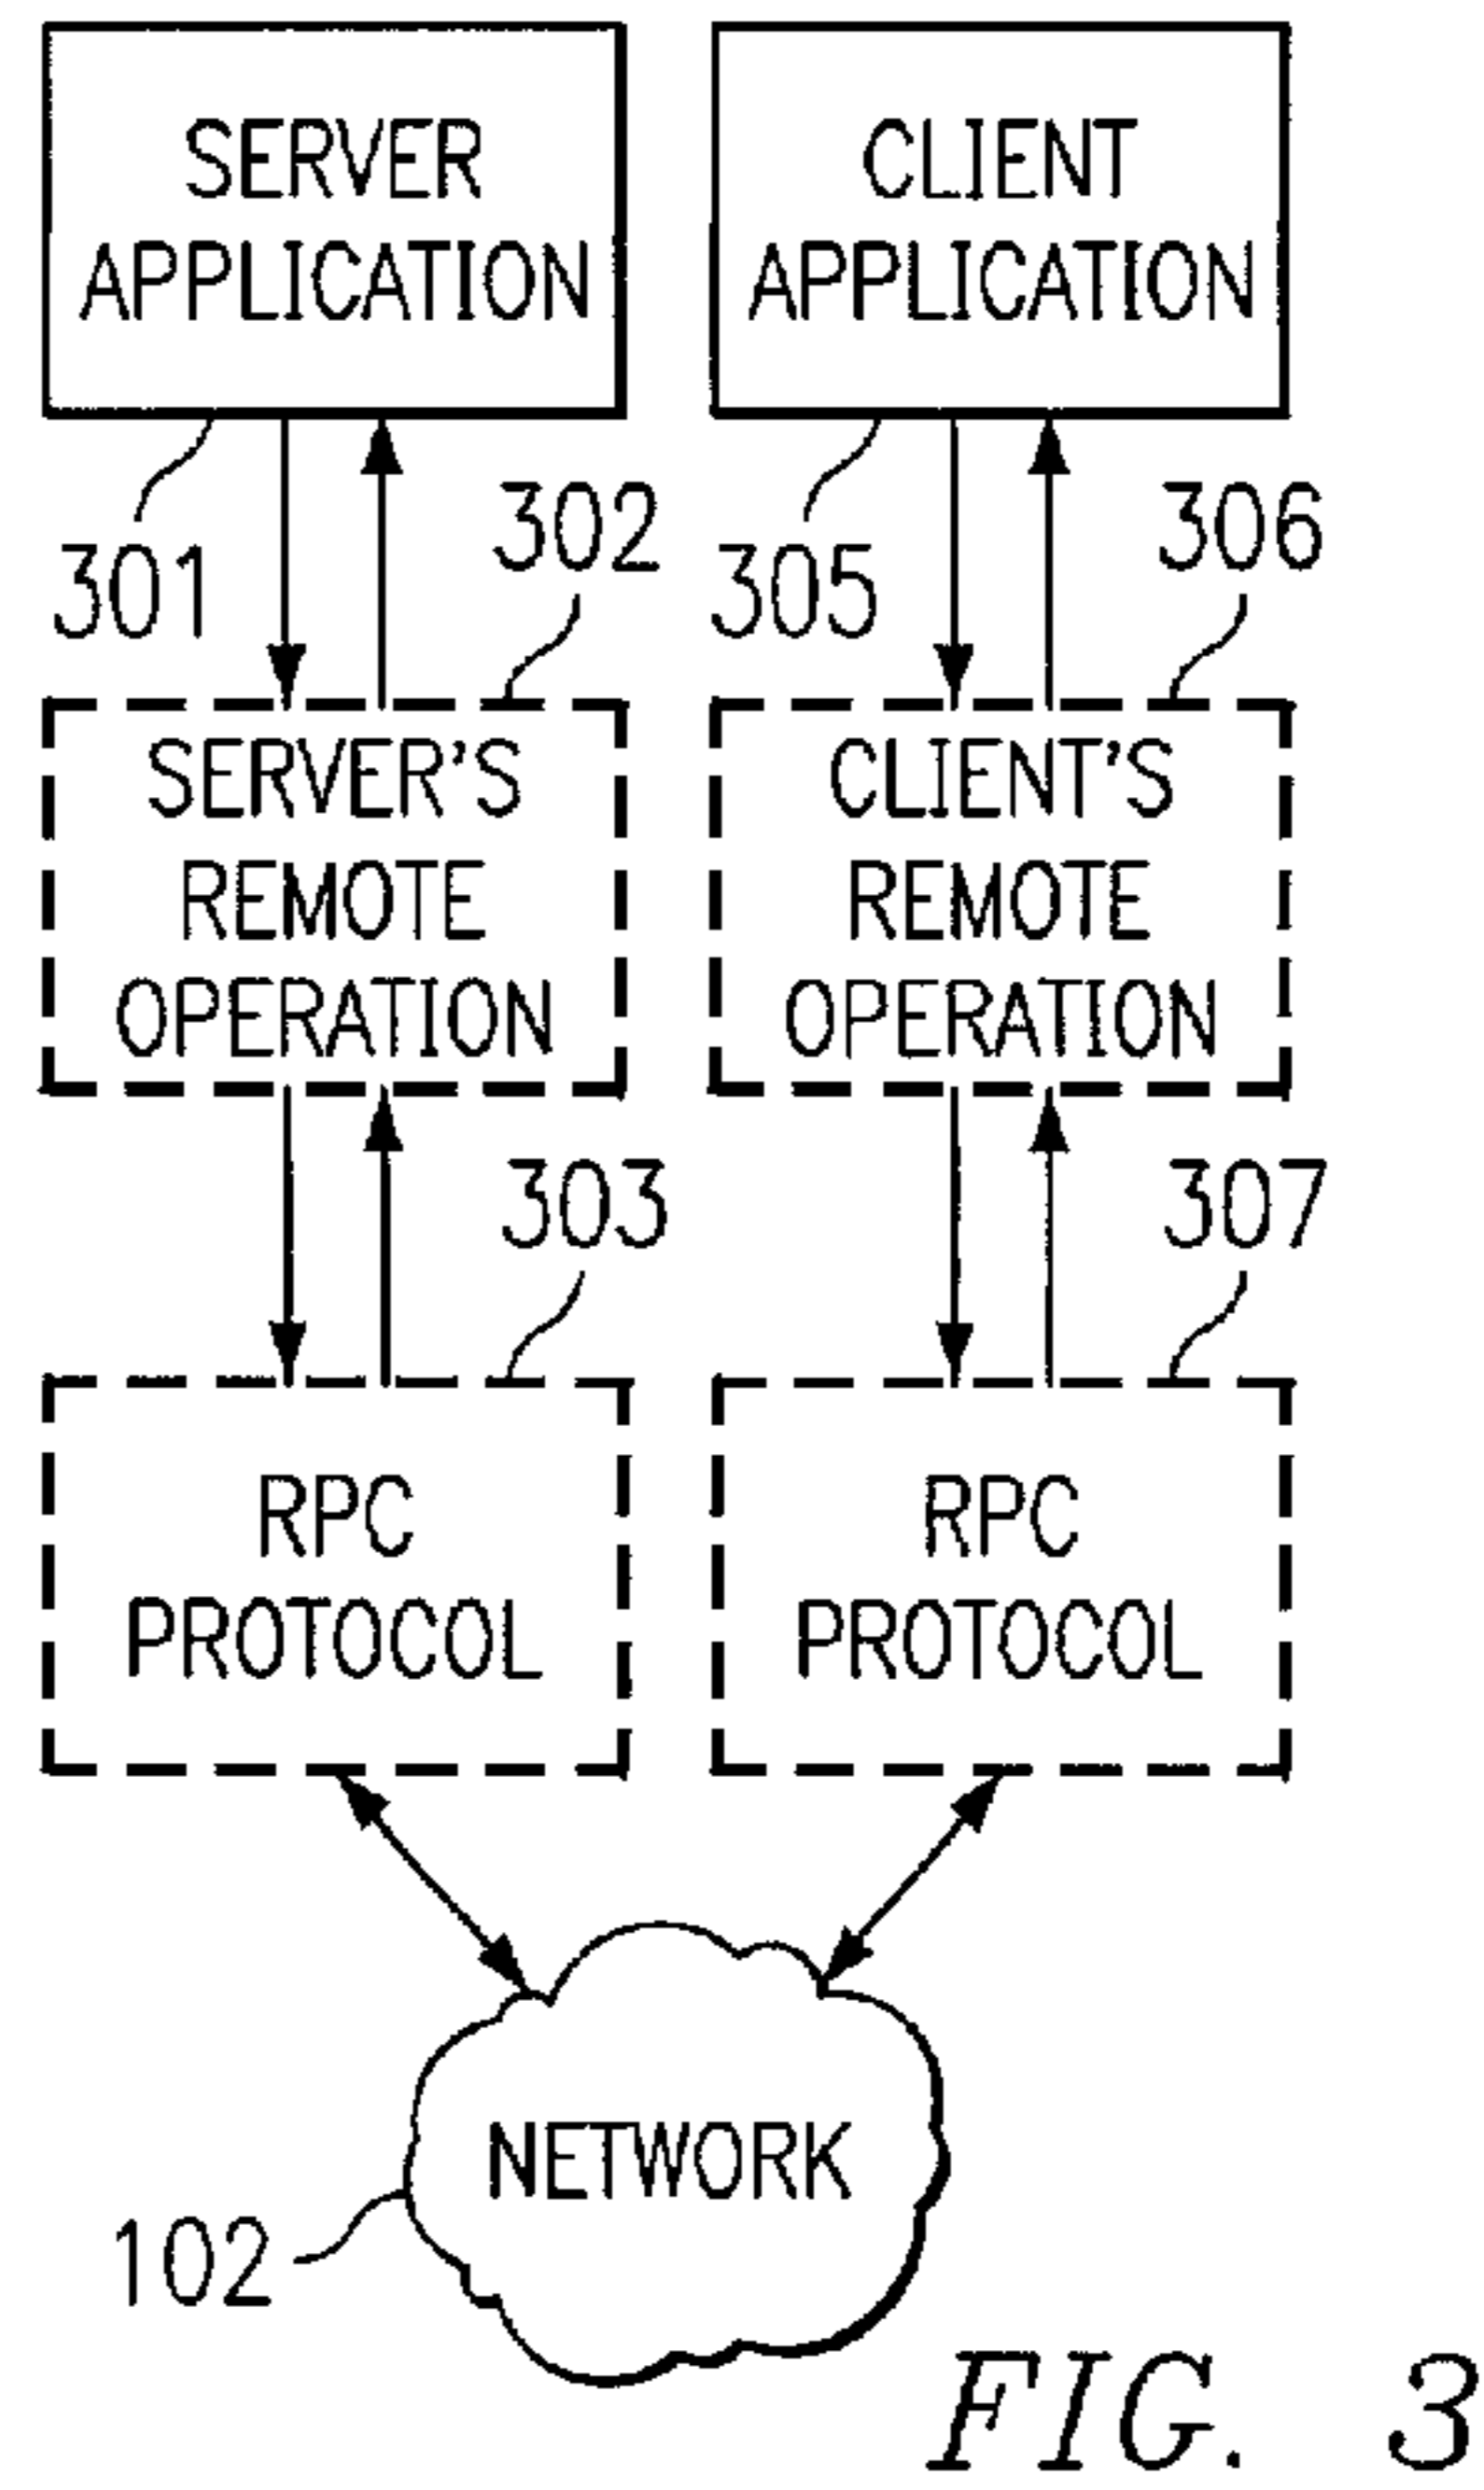 SERVER
APPLICATION
CLIENT
APPLICATION
301
302
305
306
SERVER'S
REMOTE
OPERATION
CLIENT'S
REMOTE
OPERATION
303
307
RPC
PROTOCOL
RPC
PROTOCOL
NETWORK
102
FIG. 3